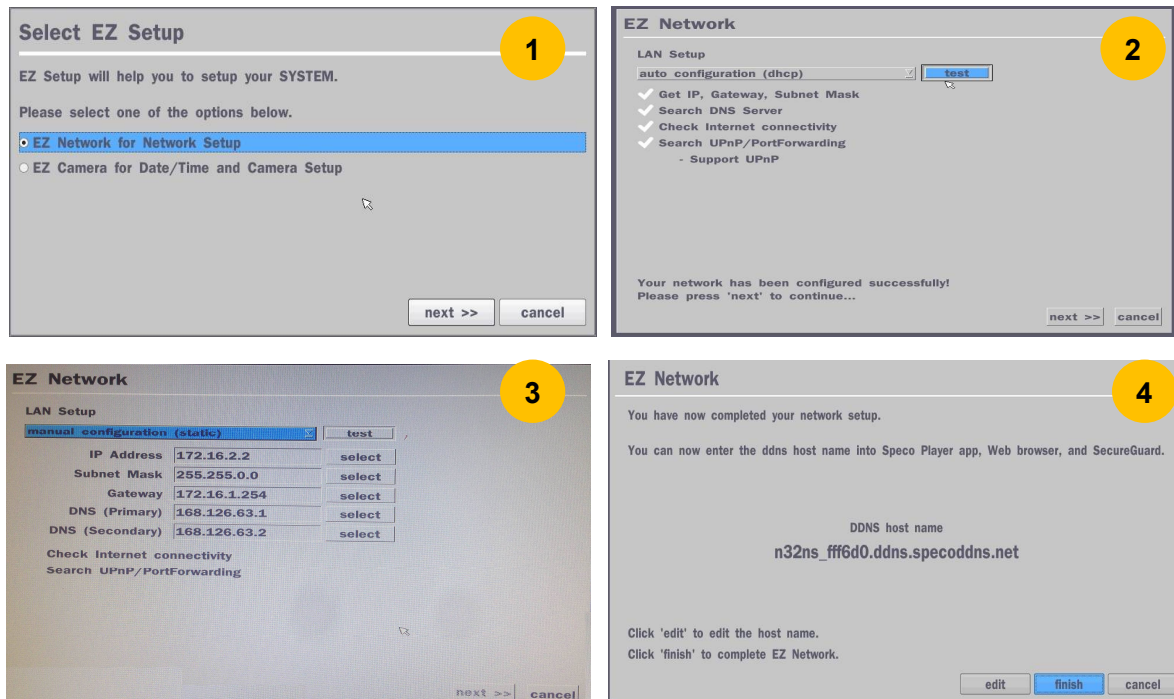 Select EZ Setup
1
EZ Setup will help you to setup your SYSTEM.
Please select one of the options below.
EZ Network for Network Setup
EZ Camera for Date/Time and Camera Setup
next >> cancel
EZ Network
2
LAN Setup
auto configuration (dhcp) test
Get IP, Gateway, Subnet Mask
Search DNS Server
Check Internet connectivity
Search UPnP/PortForwarding
- Support UPnP
Your network has been configured successfully!
Please press 'next' to continue...
next >> cancel
EZ Network
3
LAN Setup
manual configuration (static) test
IP Address 172.16.2.2 select
Subnet Mask 255.255.0.0 select
Gateway 172.16.1.254 select
DNS (Primary) 168.126.63.1 select
DNS (Secondary) 168.126.63.2 select
Check Internet connectivity
Search UPnP/PortForwarding
next >> cancel
EZ Network
4
You have now completed your network setup.
You can now enter the ddns host name into Speco Player app, Web browser, and SecureGuard.
DDNS host name
n32ns_fff6d0.ddns.specoddns.net
Click 'edit' to edit the host name.
Click 'finish' to complete EZ Network.
edit finish cancel